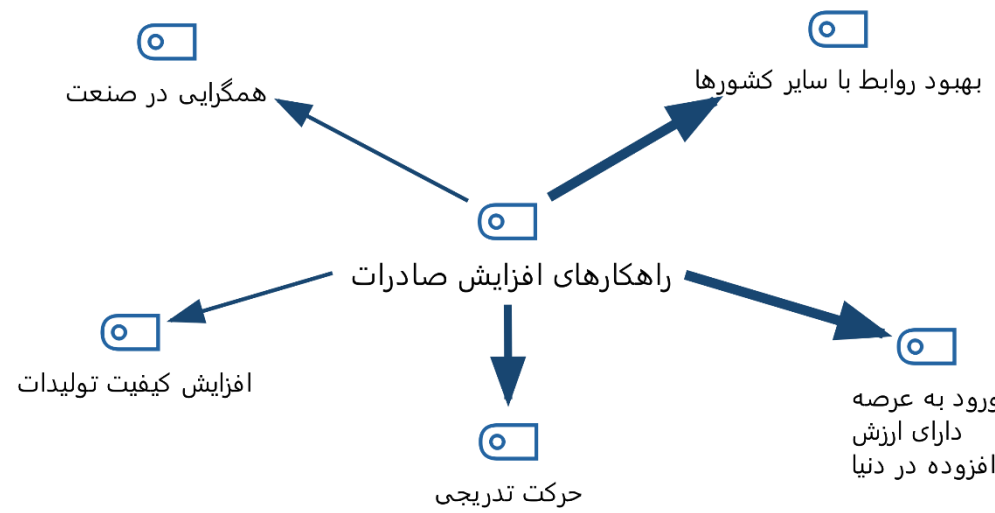 بهبود روابط با سایر کشورها
همگرایی در صنعت
راهکارهای افزایش صادرات
افزایش کیفیت تولیدات
ورود به عرصه
دارای ارزش
افزوده در دنیا
حرکت تدریجی